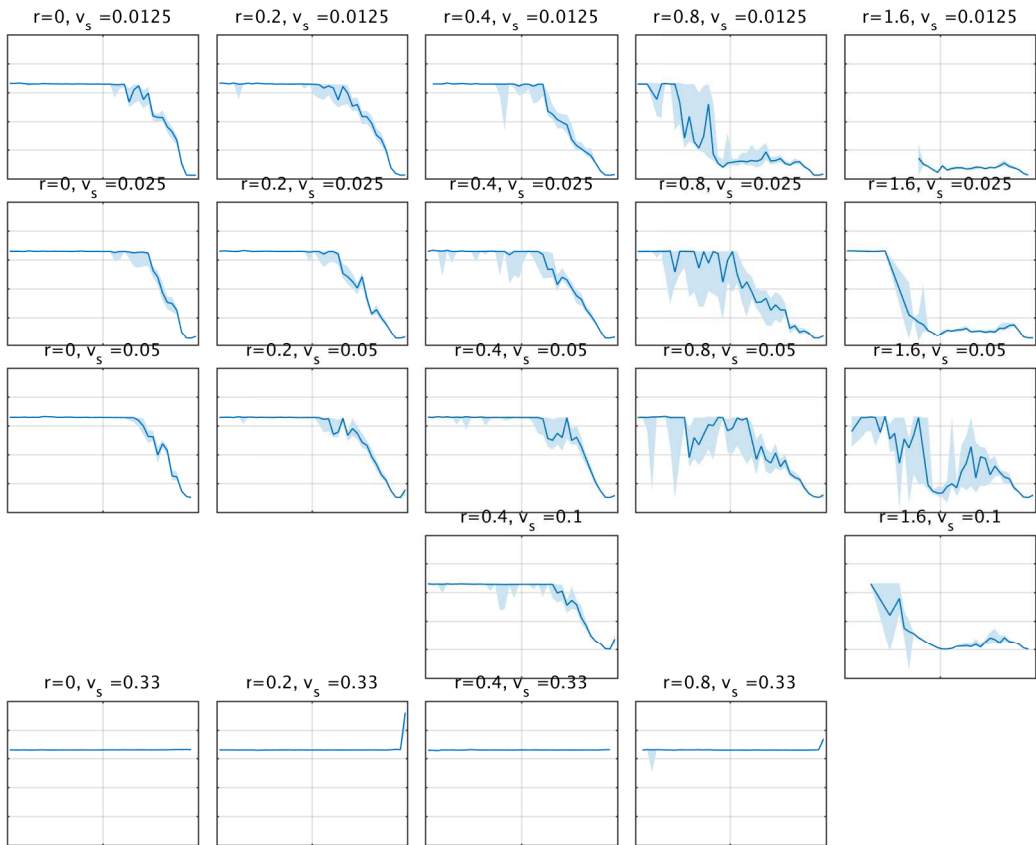 r=0, v_s =0.0125
r=0.2, v_s =0.0125
r=0.4, v_s =0.0125
r=0.8, v_s =0.0125
r=1.6, v_s =0.0125
r=0, v_s =0.025
r=0.2, v_s =0.025
r=0.4, v_s =0.025
r=0.8, v_s =0.025
r=1.6, v_s =0.025
r=0, v_s =0.05
r=0.2, v_s =0.05
r=0.4, v_s =0.05
r=0.8, v_s =0.05
r=1.6, v_s =0.05
r=0.4, v_s =0.1
r=1.6, v_s =0.1
r=0, v_s =0.33
r=0.2, v_s =0.33
r=0.4, v_s =0.33
r=0.8, v_s =0.33